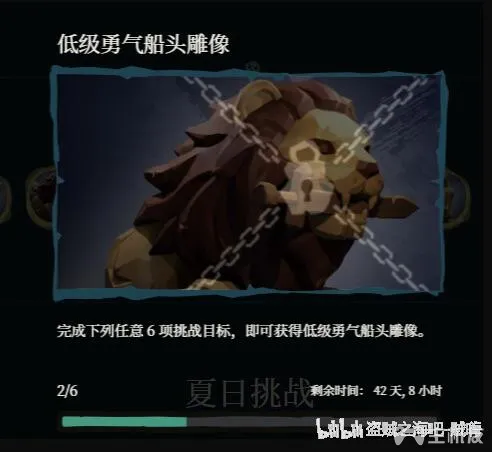 低级勇气船头雕像
完成下列任意 6 项挑战目标，即可获得低级勇气船头雕像。
2/6
夏日挑战
剩余时间： 42 天, 8 小时
bilibili 盗贼之海吧